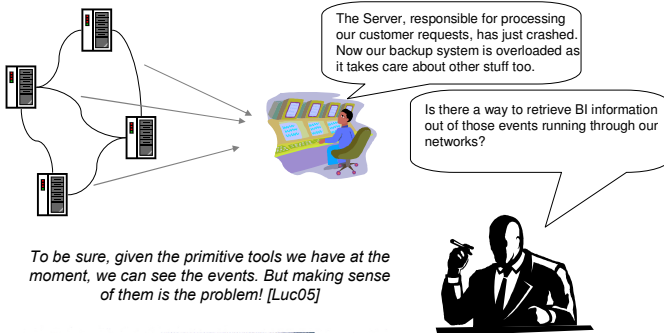 The Server, responsible for processing
our customer requests, has just crashed.
Now our backup system is overloaded as
it takes care about other stuff too.
Is there a way to retrieve BI information
out of those events running through our
networks?
To be sure, given the primitive tools we have at the
moment, we can see the events. But making sense
of them is the problem! [Luc05]